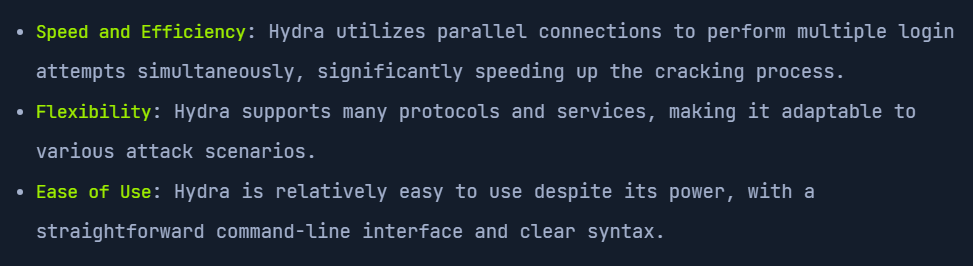 • Speed and Efficiency: Hydra utilizes parallel connections to perform multiple login
attempts simultaneously, significantly speeding up the cracking process.
• Flexibility: Hydra supports many protocols and services, making it adaptable to
various attack scenarios.
• Ease of Use: Hydra is relatively easy to use despite its power, with a
straightforward command-line interface and clear syntax.